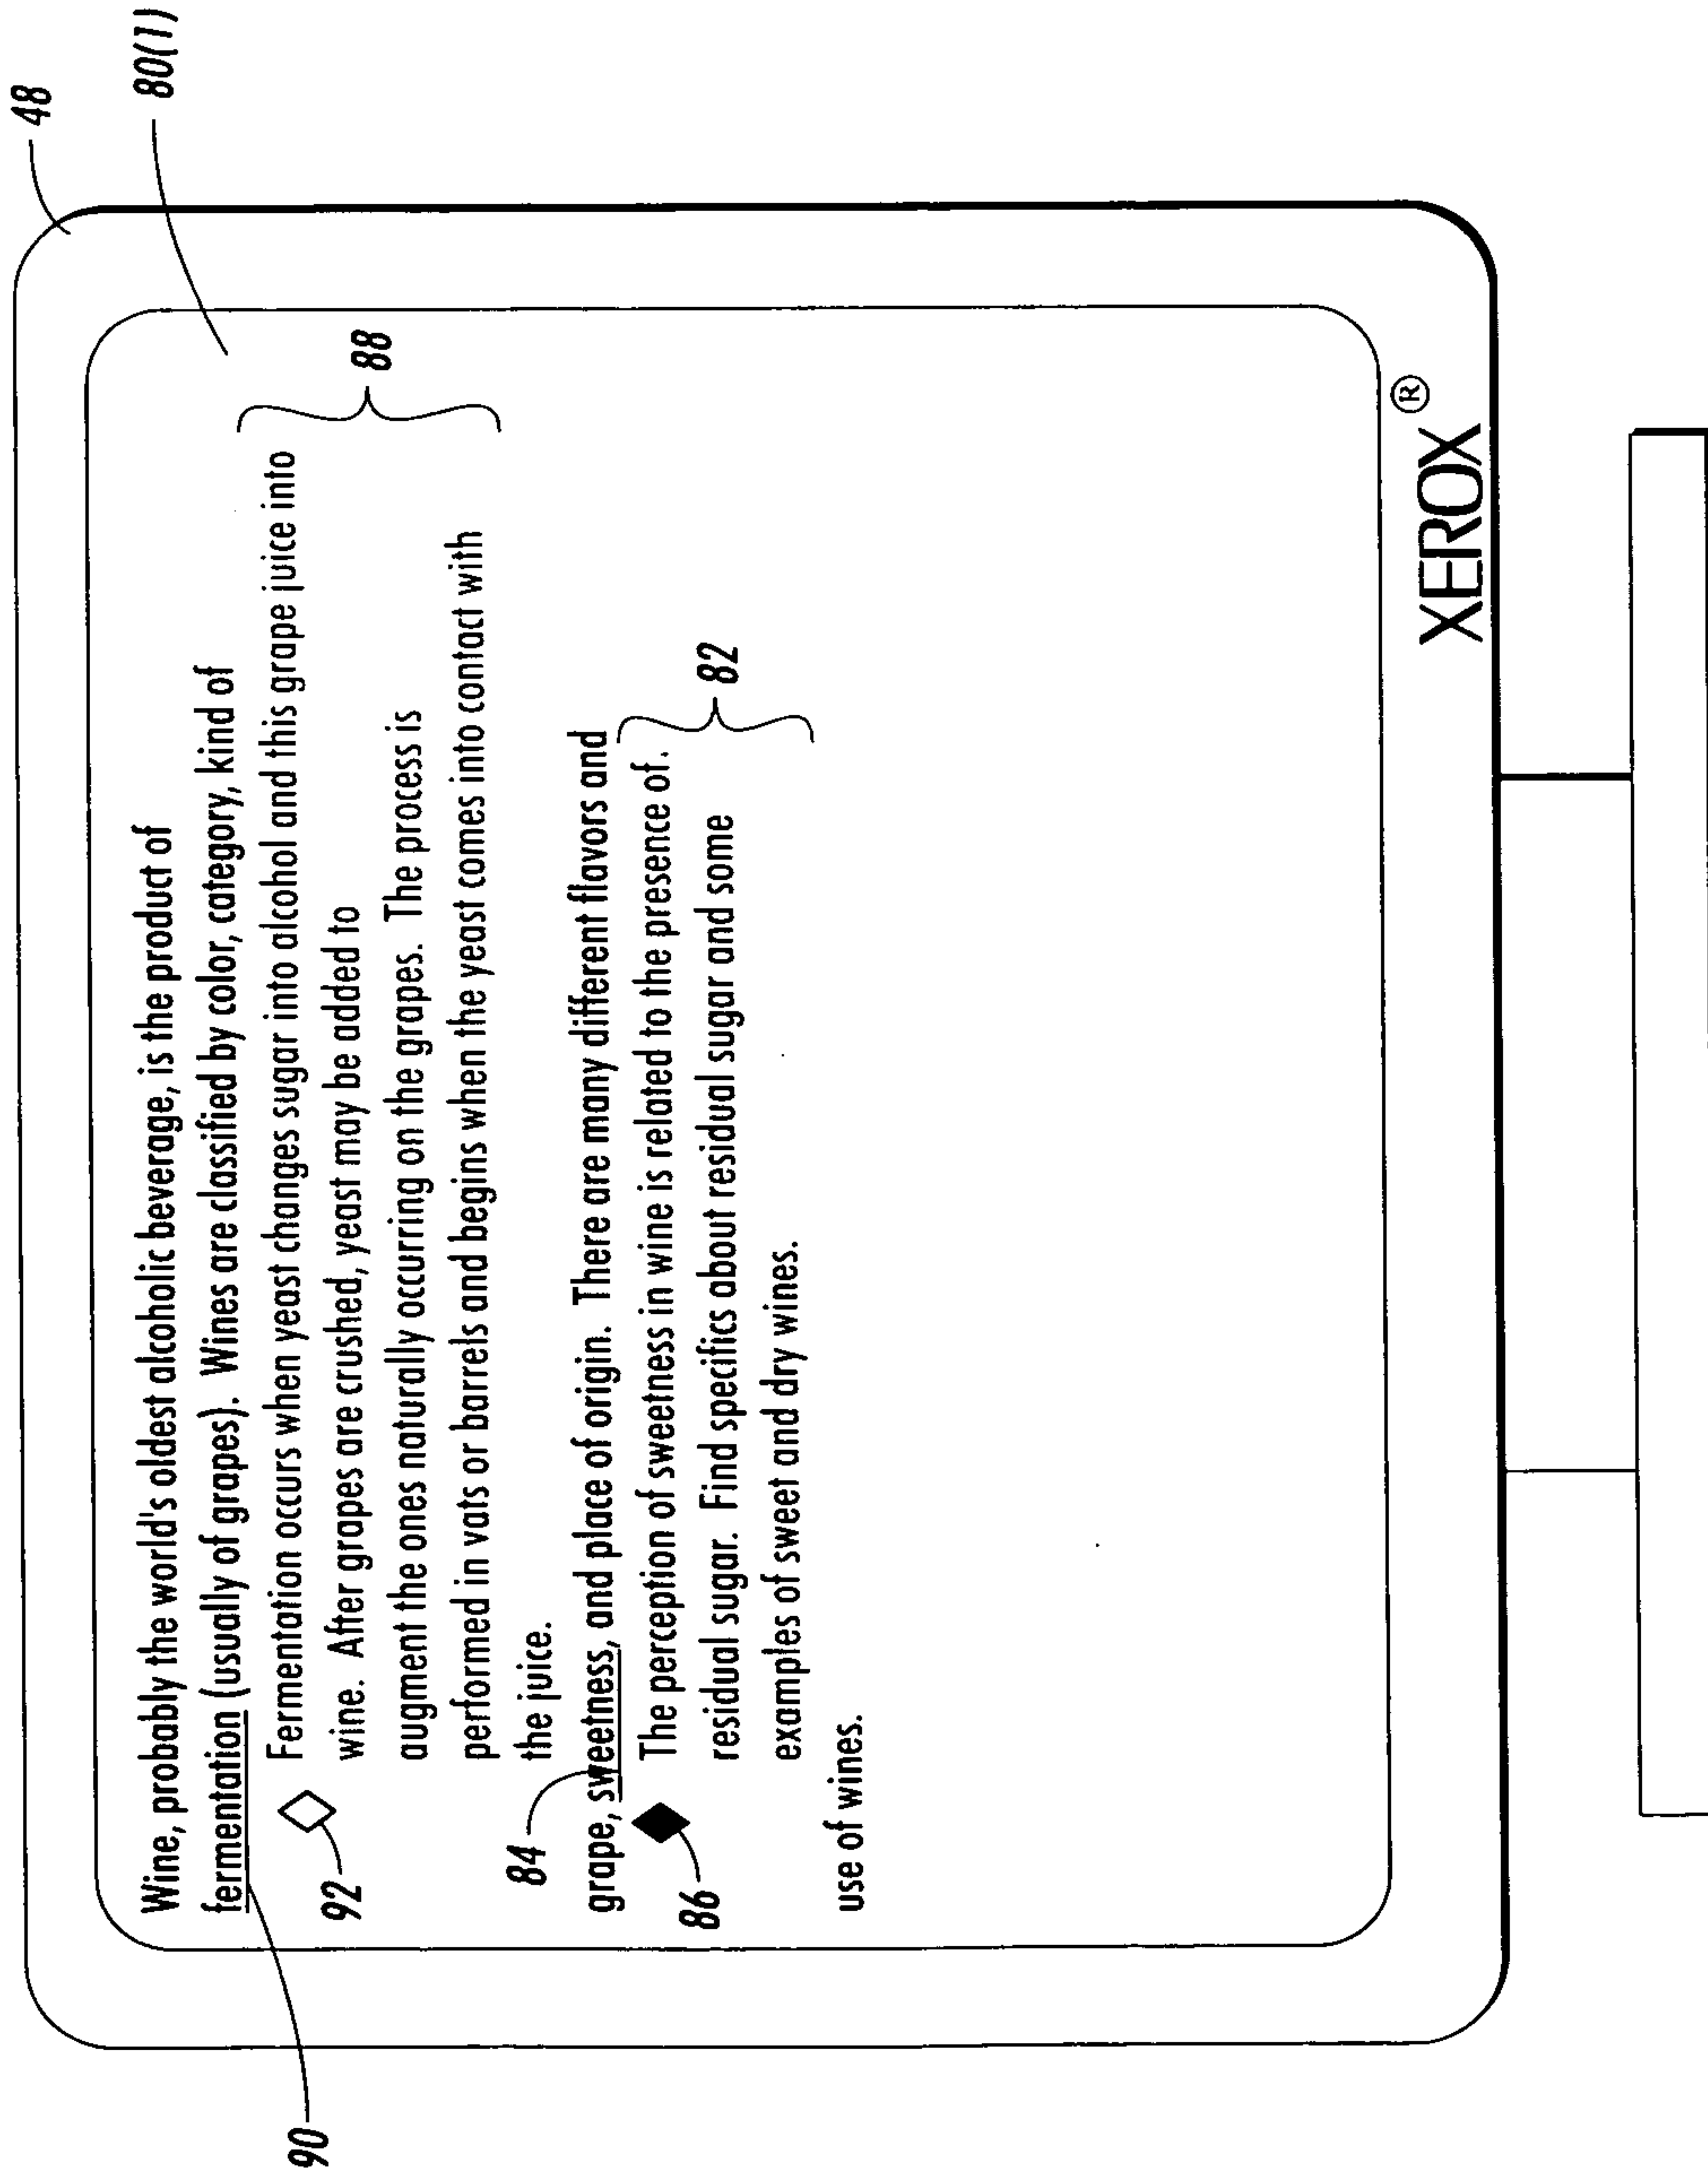 48
80(1)
Wine, probably the world's oldest alcoholic beverage, is the product of
fermentation (usually of grapes). Wines are classified by color, category, kind of
90
Fermentation occurs when yeast changes sugar into alcohol and this grape juice into
wine. After grapes are crushed, yeast may be added to
augment the ones naturally occurring on the grapes. The process is
performed in vats or barrels and begins when the yeast comes into contact with
the juice.
88
92
84
grape, sweetness, and place of origin. There are many different flavors and
The perception of sweetness in wine is related to the presence of.
residual sugar. Find specifics about residual sugar and some
examples of sweet and dry wines.
82
86
use of wines.
XEROX ®